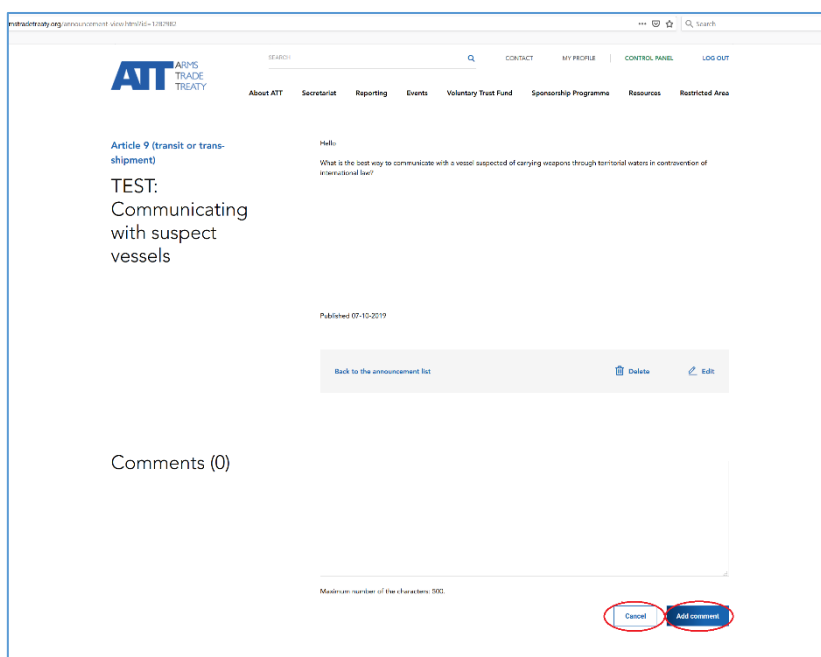 mstradetreaty.org/announcement-view.html?id=1282982
Search
ATT ARMS
TRADE
TREATY
SEARCH
CONTACT MY PROFILE CONTROL PANEL LOG OUT
About ATT Secretariat Reporting Events Voluntary Trust Fund Sponsorship Programme Resources Restricted Area
Article 9 (transit or trans-
shipment)
TEST:
Communicating
with suspect
vessels
Hello
What is the best way to communicate with a vessel suspected of carrying weapons through territorial waters in contravention of
international law?
Published 07-10-2019
Back to the announcement list Delete Edit
Comments (0)
Maximum number of the characters: 800.
Cancel Add comment